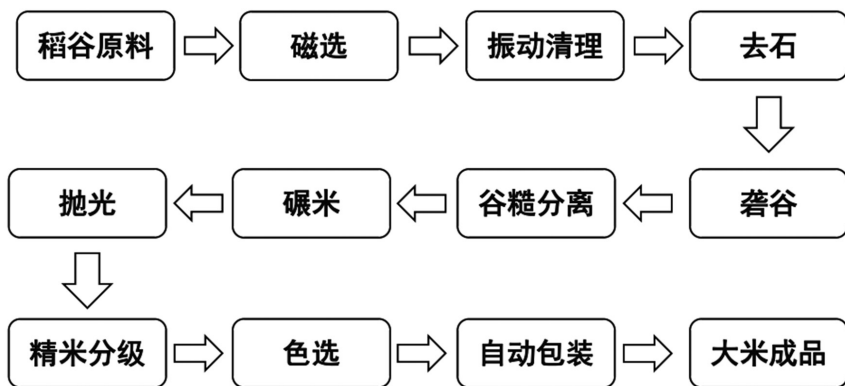 稻谷原料
磁选
振动清理
去石
砻谷
谷糙分离
碾米
抛光
精米分级
色选
自动包装
大米成品